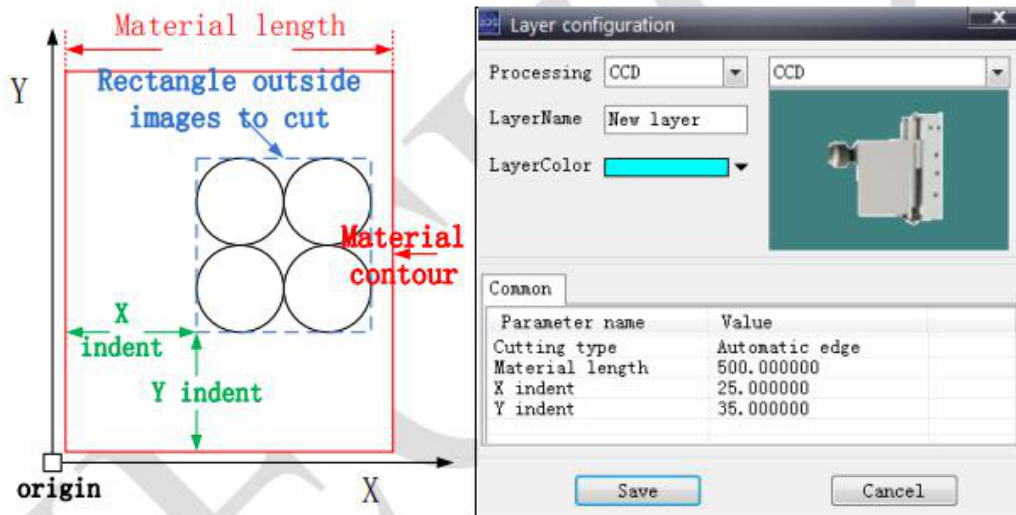 Material length
Y
Rectangle outside
images to cut
Material
contour
X
indent
Y indent
origin
X
Layer configuration
X
Processing CCD CCD
LayerName New layer
LayerColor
Common
Parameter name Value
Cutting type Automatic edge
Material length 500.000000
X indent 25.000000
Y indent 35.000000
Save Cancel